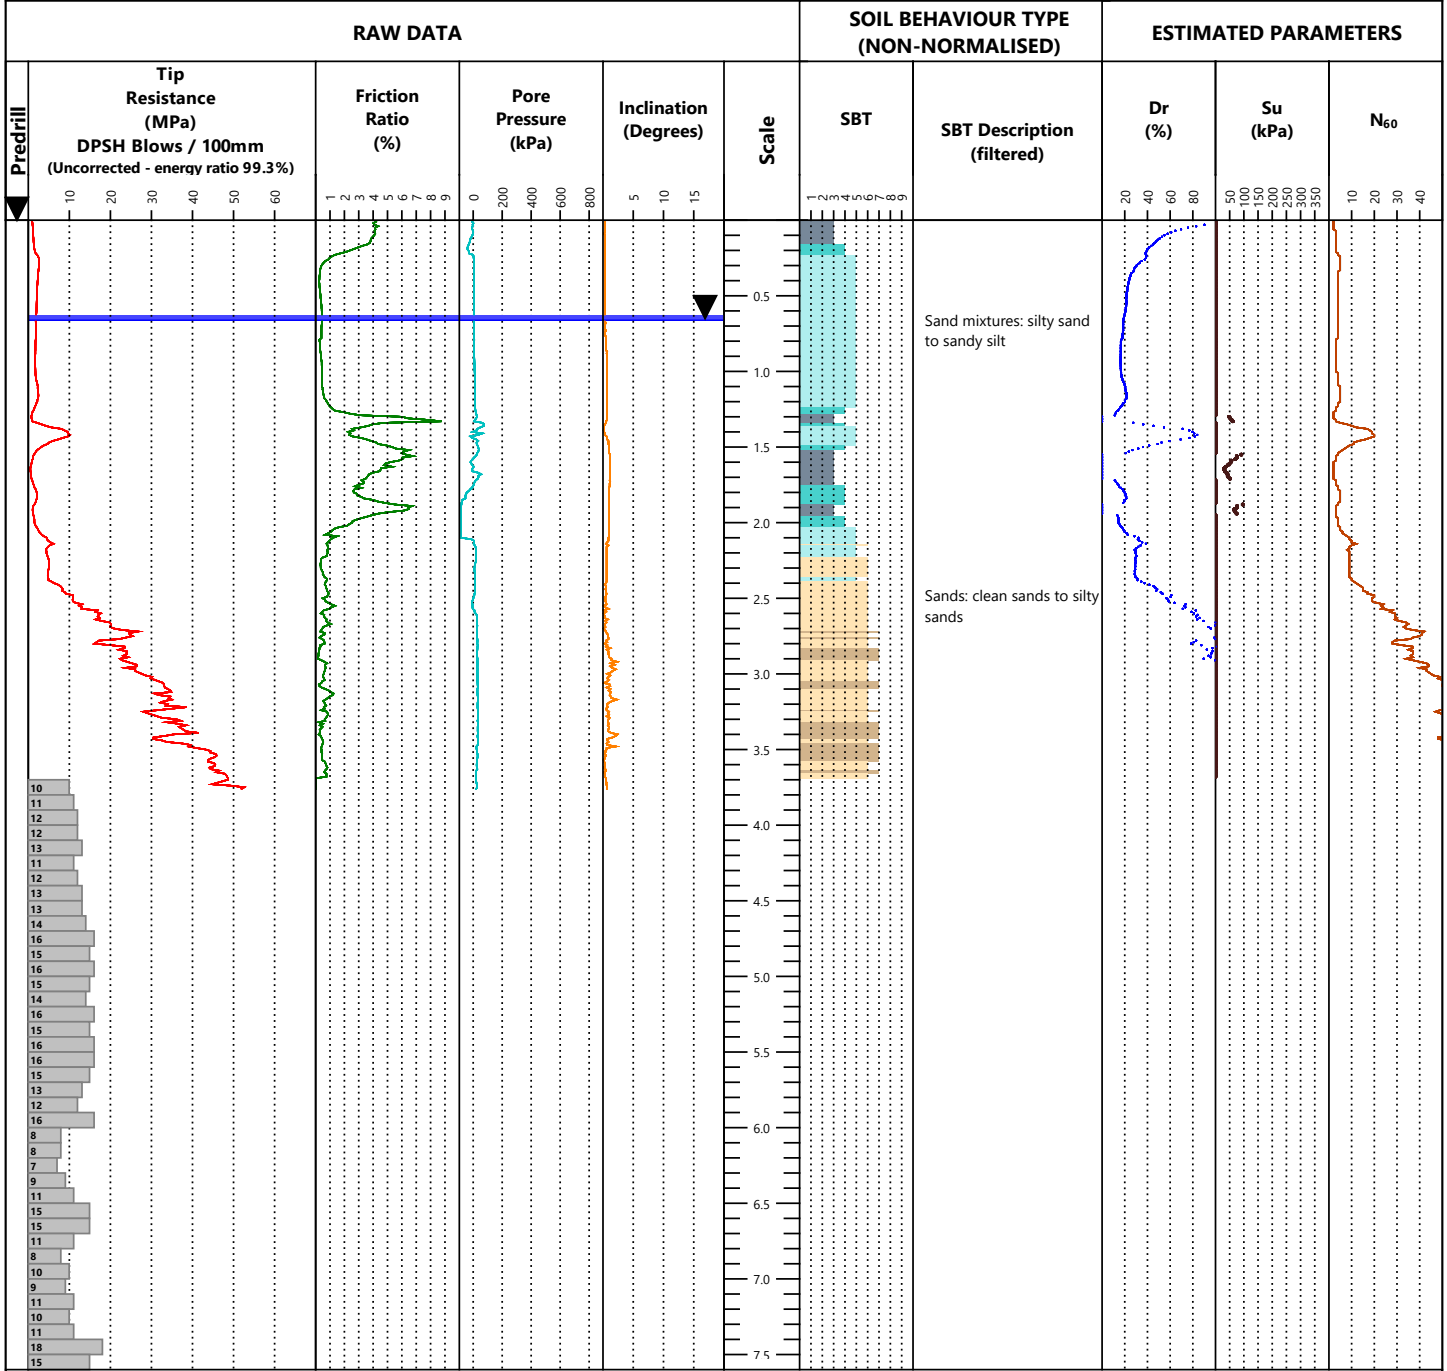 RAW DATA
SOIL BEHAVIOUR TYPE
(NON-NORMALISED)
ESTIMATED PARAMETERS
Predrill
Tip
Resistance
(MPa)
DPSH Blows / 100mm
(Uncorrected - energy ratio 99.3%)
Friction
Ratio
(%)
Pore
Pressure
(kPa)
Inclination
(Degrees)
Scale
SBT
SBT Description
(filtered)
Dr
(%)
Su
(kPa)
N60
10 20 30 40 50 60
1 2 3 4 5 6 7 8 9
0 200 400 600 800
5 10 15
1 2 3 4 5 6 7 8 9
20 40 60 80
50 100 150 200 250 300 350
10 20 30 40
0.5
Sand mixtures: silty sand
to sandy silt
1.0
1.5
2.0
2.5
Sands: clean sands to silty
sands
3.0
3.5
4.0
4.5
5.0
5.5
6.0
6.5
7.0
7.5
10
11
12
12
13
11
12
13
13
14
16
15
16
15
14
16
15
16
16
15
13
12
16
8
8
7
9
11
15
15
11
8
10
9
11
10
11
18
15